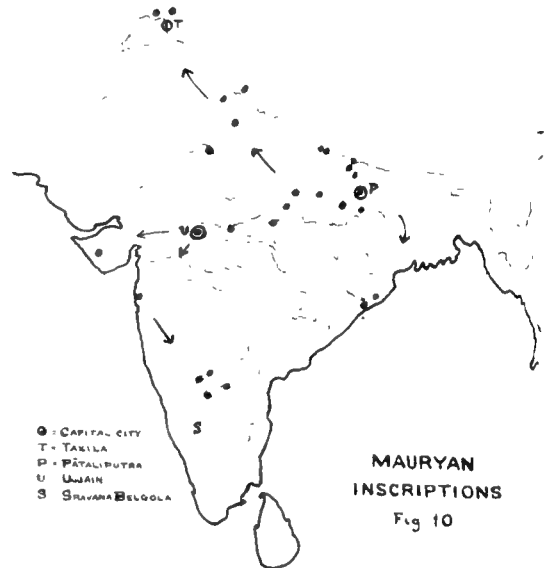 T
P
U
S
⦿ = CAPITAL CITY
T = TAXILA
P = PĀTALIPUTRA
U UJJAIN
S SRAVANA BELGOLA
MAURYAN
INSCRIPTIONS
Fig 10